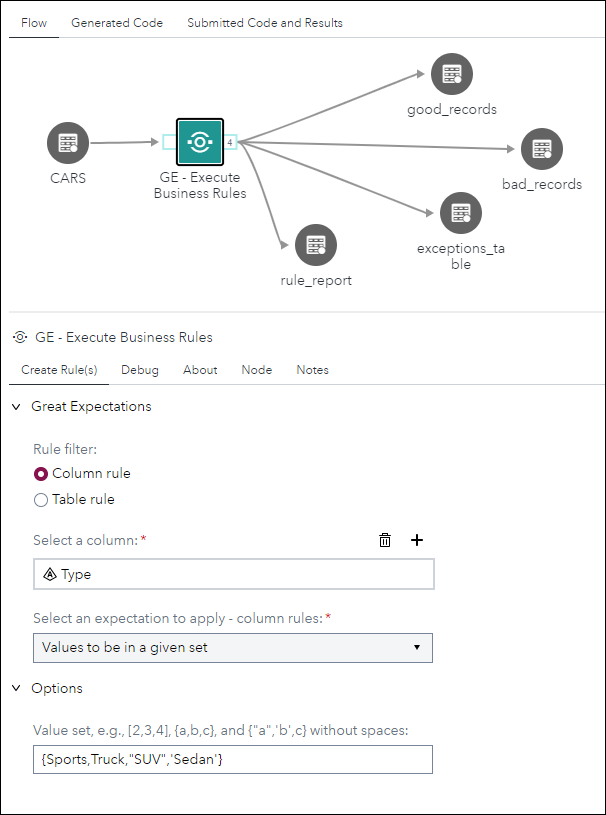 Flow Generated Code Submitted Code and Results
good_records
CARS
4
GE - Execute
Business Rules
bad_records
exceptions_ta
ble
rule_report
GE - Execute Business Rules
Create Rule(s) Debug About Node Notes
Great Expectations
Rule filter:
Column rule
Table rule
Select a column:*
Type
Select an expectation to apply - column rules:*
Values to be in a given set
Options
Value set, e.g., [2,3,4], {a,b,c}, and {"a",'b',c} without spaces:
{Sports,Truck,"SUV",'Sedan'}